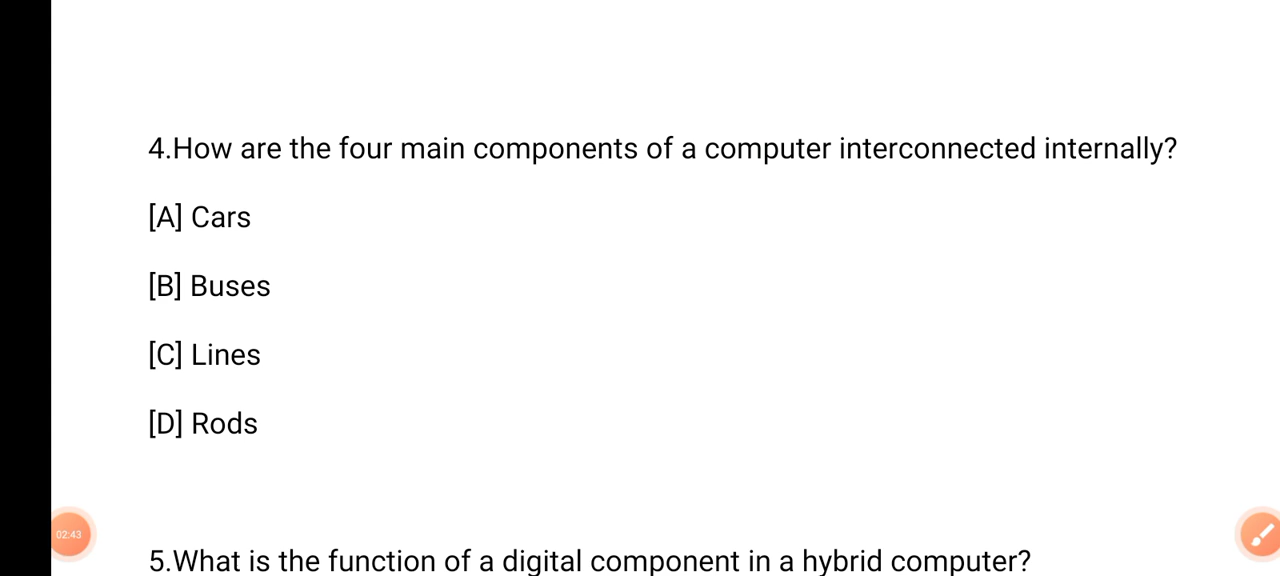 4.How are the four main components of a computer interconnected internally?
[A] Cars
[B] Buses
[C] Lines
[D] Rods
02:43
5.What is the function of a digital component in a hybrid computer?